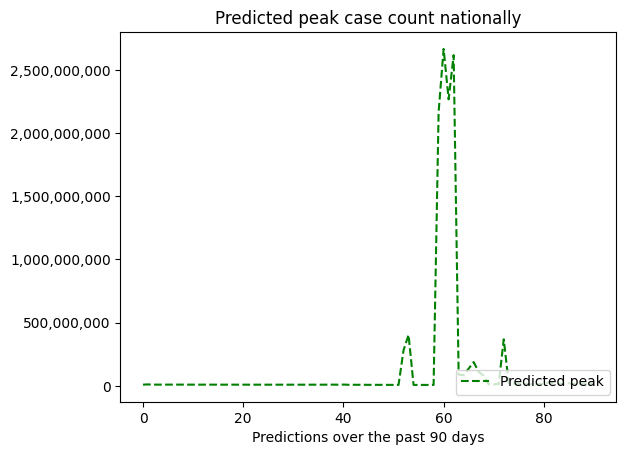 Predicted peak case count nationally
2,500,000,000
2,000,000,000
1,500,000,000
1,000,000,000
500,000,000
0
Predicted peak
0 20 40 60 80
Predictions over the past 90 days